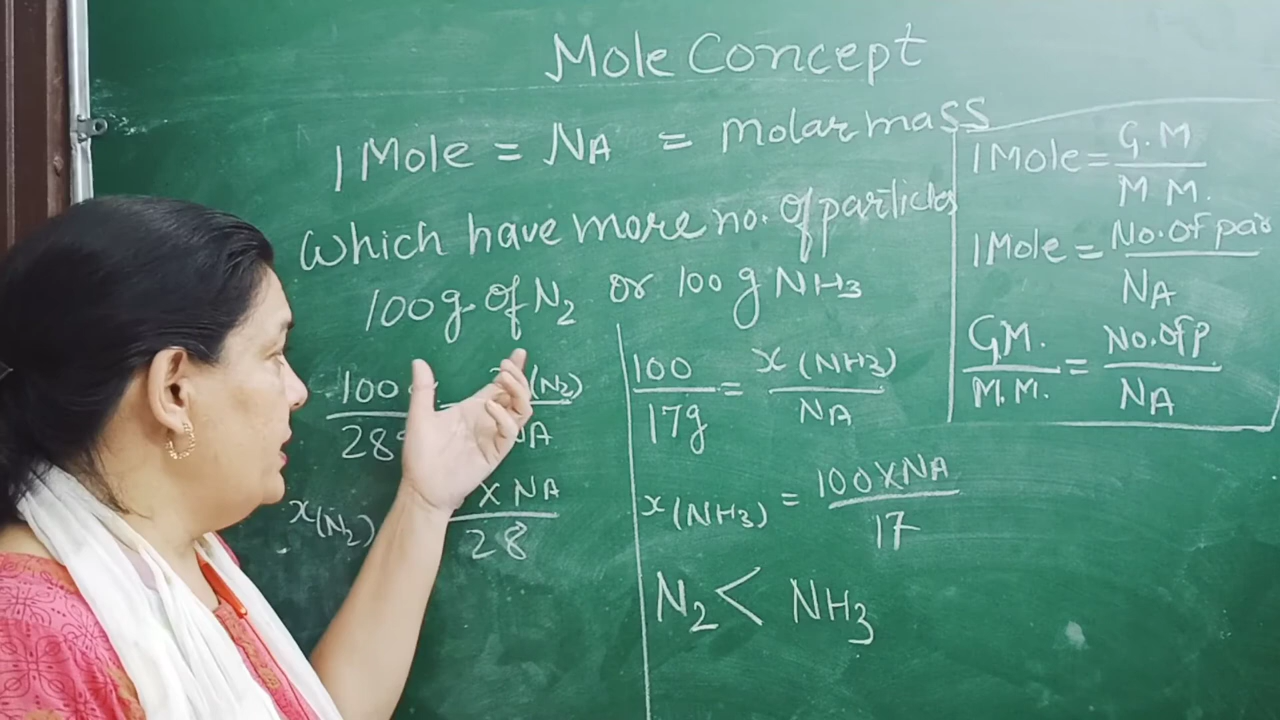 Mole Concept
1 Mole = NA = Molar mass
Which have more no. of particles
100g. of N2 or 100 g NH3
100
28
(N2)
NA
x(N2)
X NA
28
100
17g
= x (NH3)
NA
x (NH3) = 100 X NA
17
N2 < NH3
1 Mole = G.M
M M.
1 Mole = No. of par
NA
G.M. = No. of p
M.M. NA